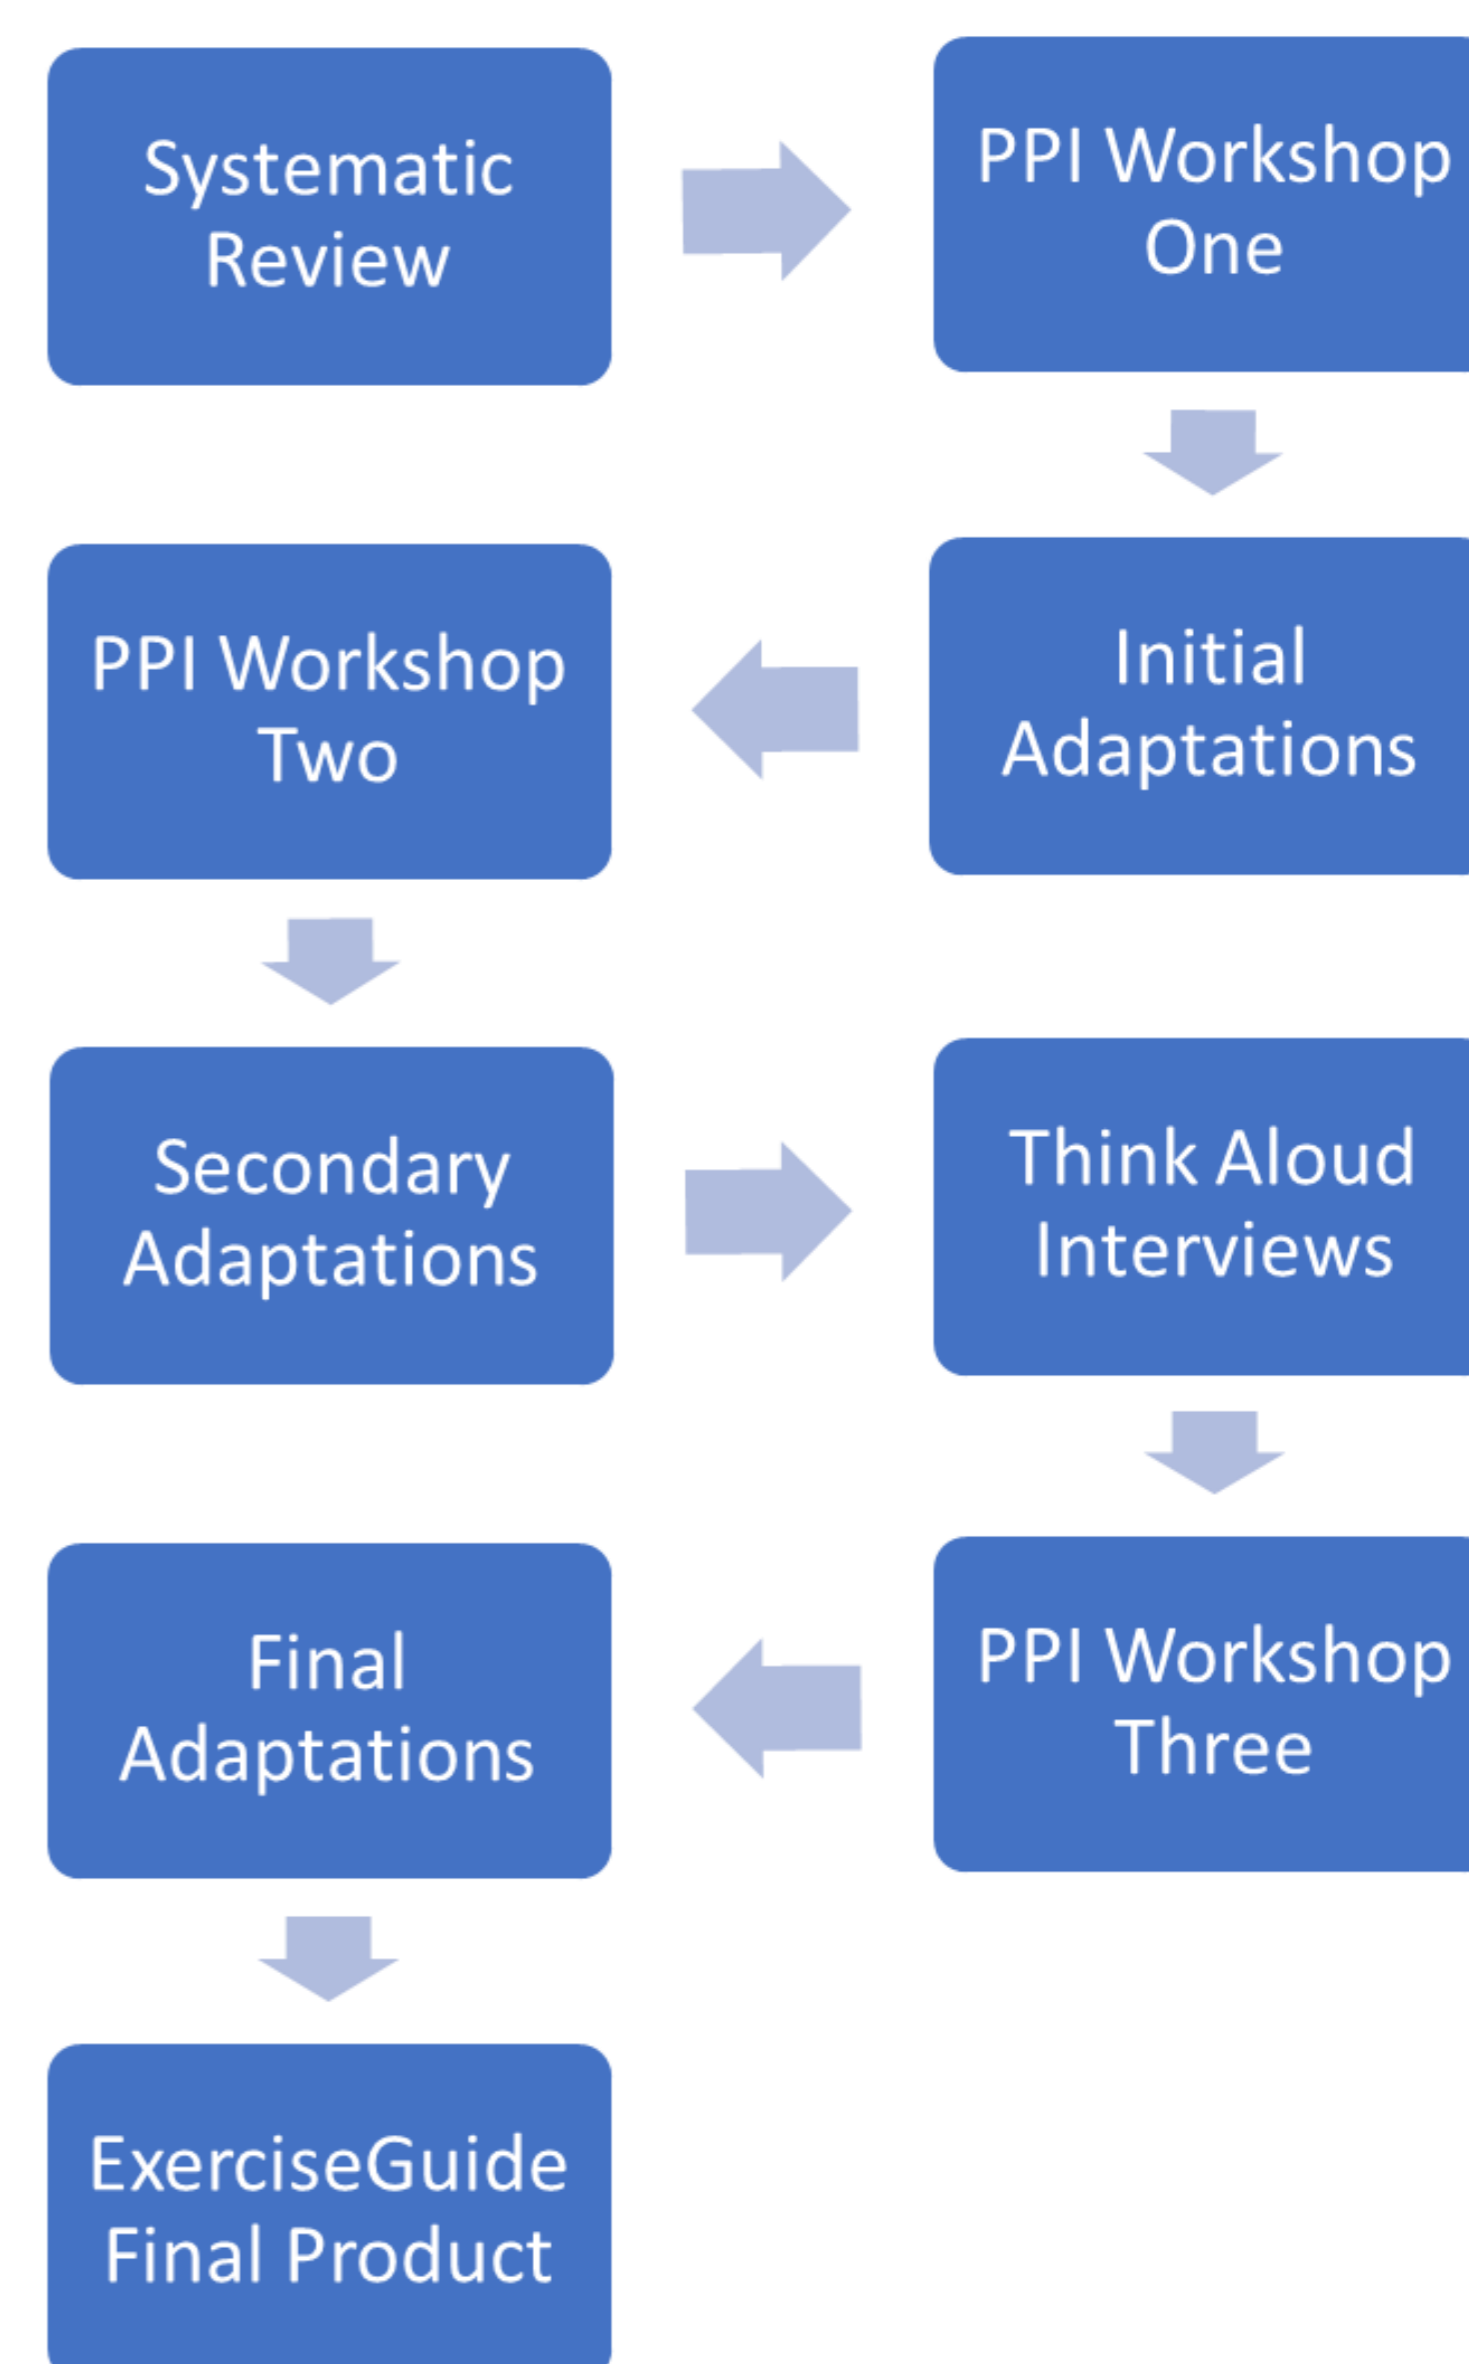 Systematic
Review
PPI Workshop
One
Initial
Adaptations
PPI Workshop
Two
Secondary
Adaptations
Think Aloud
Interviews
PPI Workshop
Three
Final
Adaptations
ExerciseGuide
Final Product